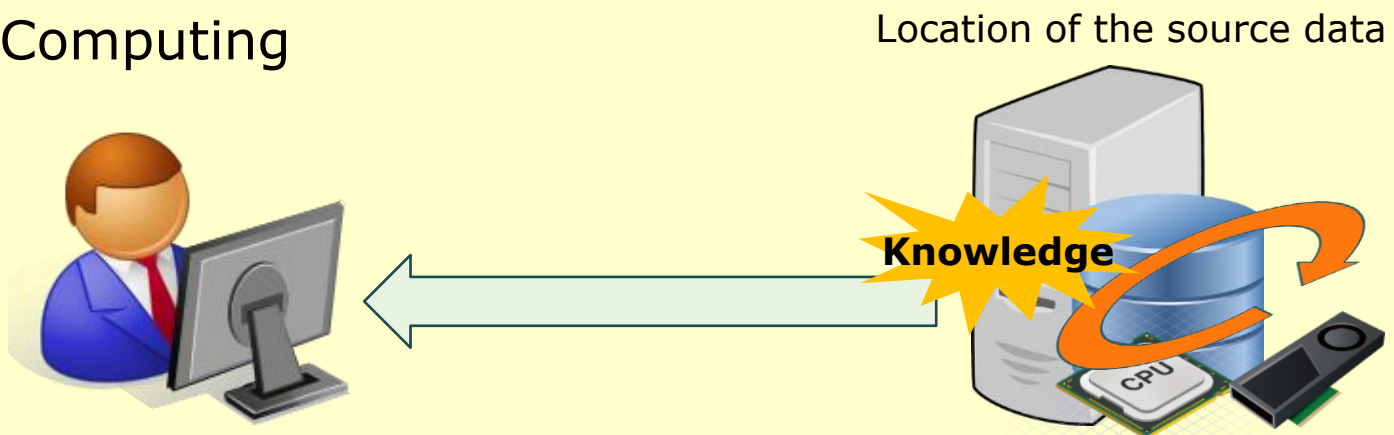 Computing
Location of the source data
Knowledge
CPU